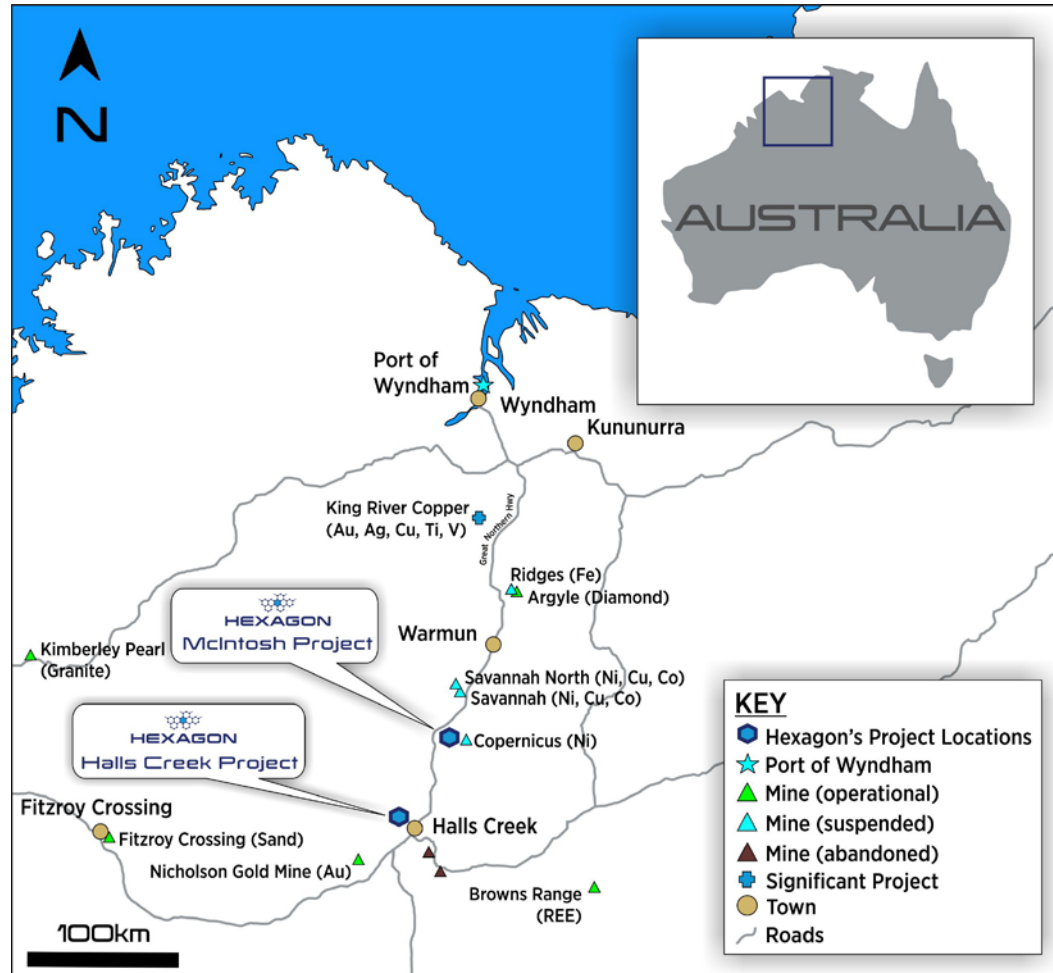 N
AUSTRALIA
Port of
Wyndham
Wyndham
Kununurra
King River Copper
(Au, Ag, Cu, Ti, V)
Great Northern Hwy
Ridges (Fe)
Argyle (Diamond)
HEXAGON
McIntosh Project
Warmun
Kimberley Pearl
(Granite)
Savannah North (Ni, Cu, Co)
Savannah (Ni, Cu, Co)
HEXAGON
Halls Creek Project
Copernicus (Ni)
Fitzroy Crossing
Fitzroy Crossing (Sand)
Halls Creek
Nicholson Gold Mine (Au)
Browns Range
(REE)
100km
KEY
Hexagon's Project Locations
Port of Wyndham
Mine (operational)
Mine (suspended)
Mine (abandoned)
Significant Project
Town
Roads